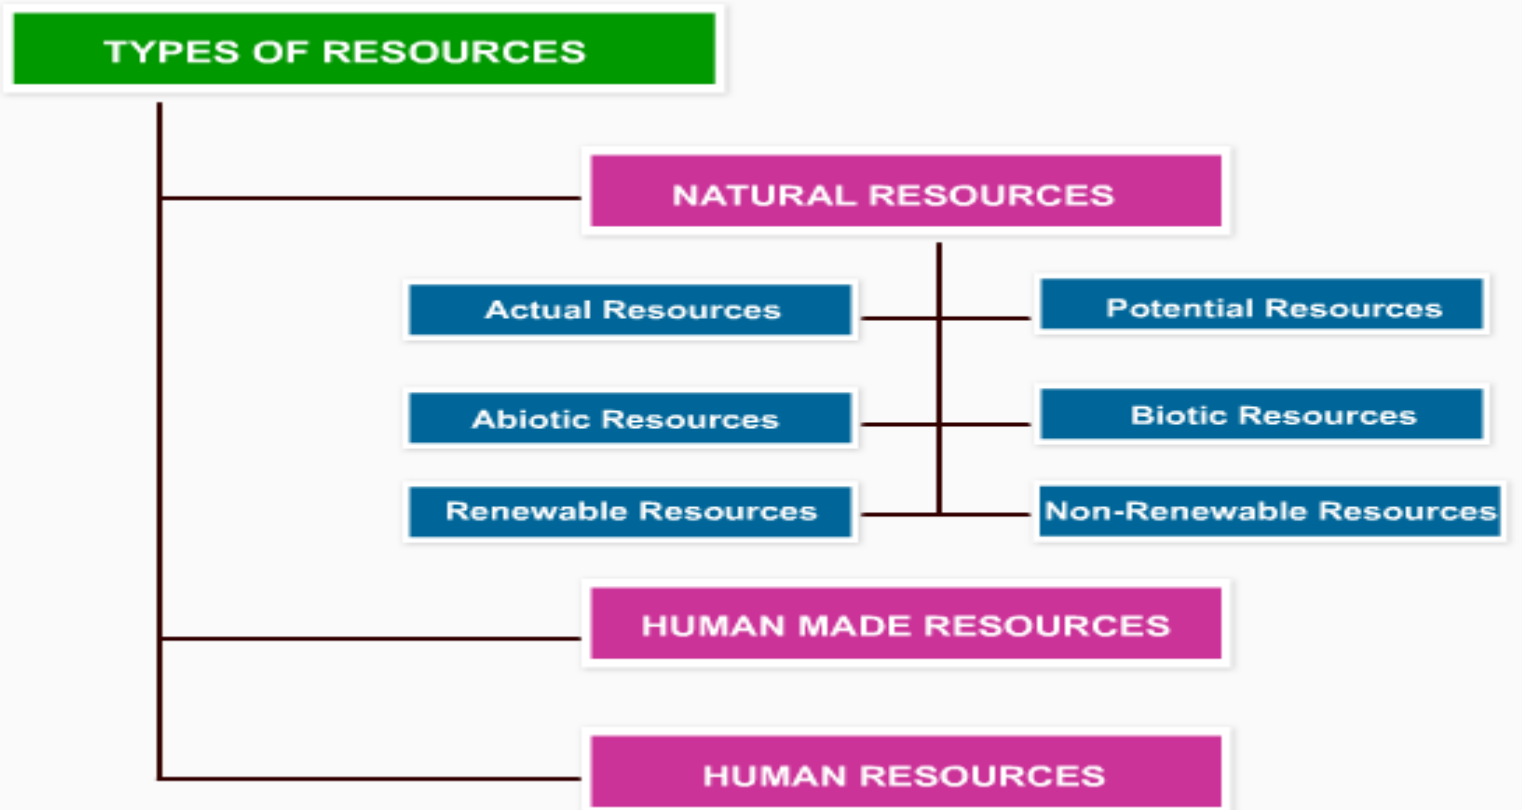 TYPES OF RESOURCES
NATURAL RESOURCES
Actual Resources
Potential Resources
Abiotic Resources
Biotic Resources
Renewable Resources
Non-Renewable Resources
HUMAN MADE RESOURCES
HUMAN RESOURCES